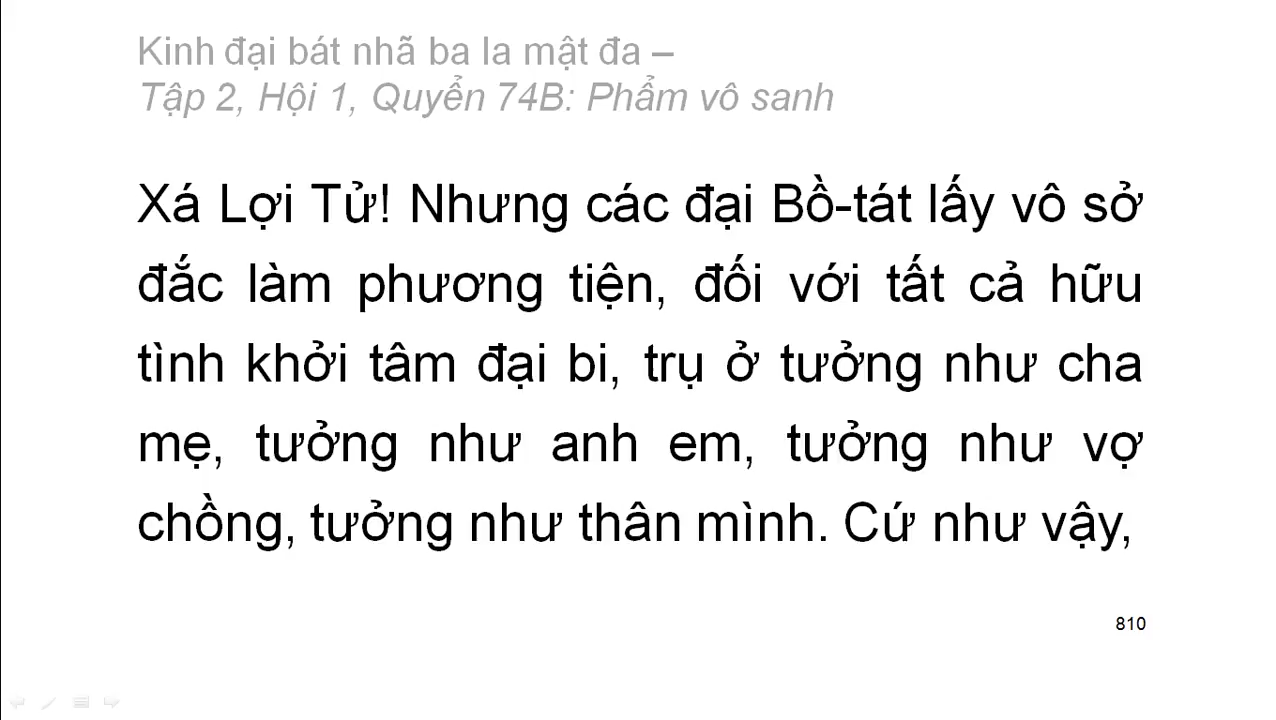 Kinh đại bát nhã ba la mật đa –
Tập 2, Hội 1, Quyển 74B: Phẩm vô sanh
Xá Lợi Tử! Nhưng các đại Bồ-tát lấy vô sở
đắc làm phương tiện, đối với tất cả hữu
tình khởi tâm đại bi, trụ ở tưởng như cha
mẹ, tưởng như anh em, tưởng như vợ
chồng, tưởng như thân mình. Cứ như vậy,
810